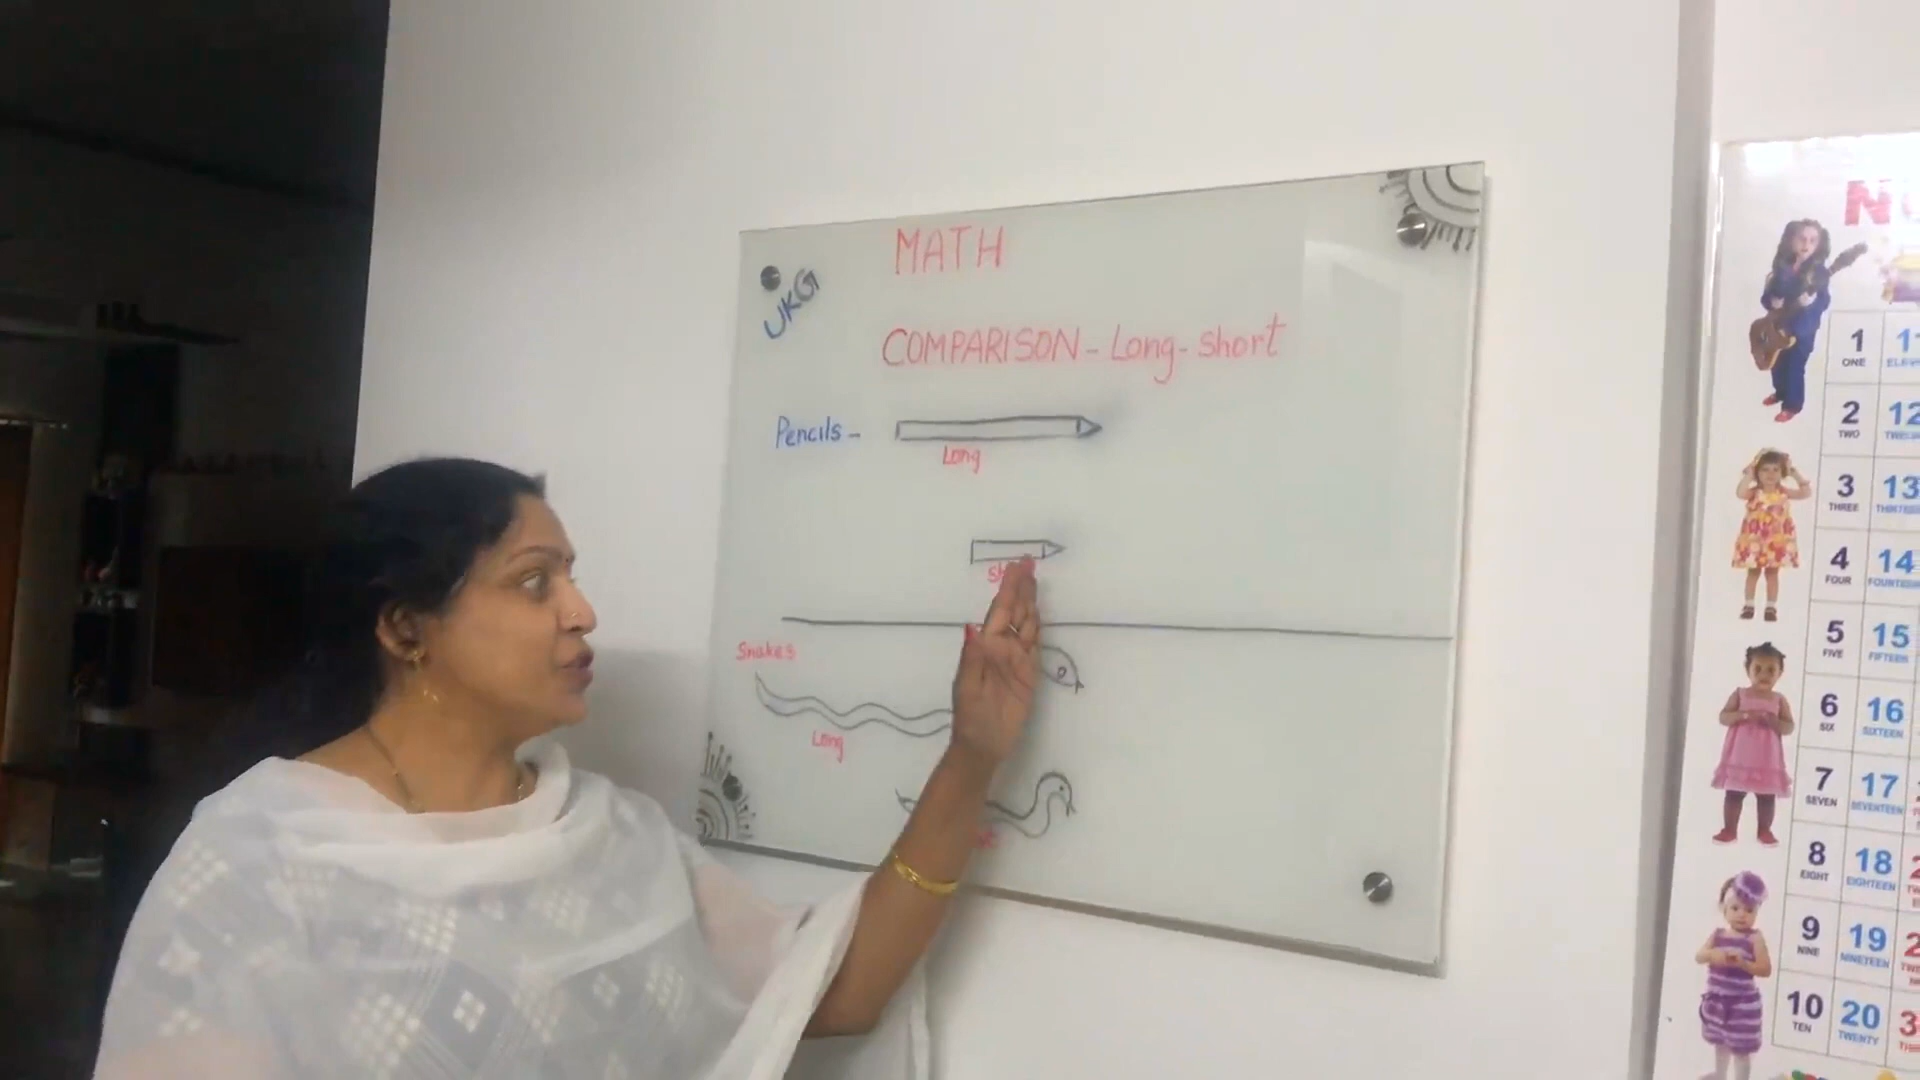 MATH
UKG
COMPARISON - Long - short
Pencils -
Long
Snakes
Long
1 ONE
2 TWO 12
3 THREE 13
4 FOUR 14
5 FIVE 15 FIFTEEN
6 SIX 16 SIXTEEN
7 SEVEN 17 SEVENTEEN
8 EIGHT 18 EIGHTEEN
9 NINE 19 NINETEEN
10 TEN 20 TWENTY